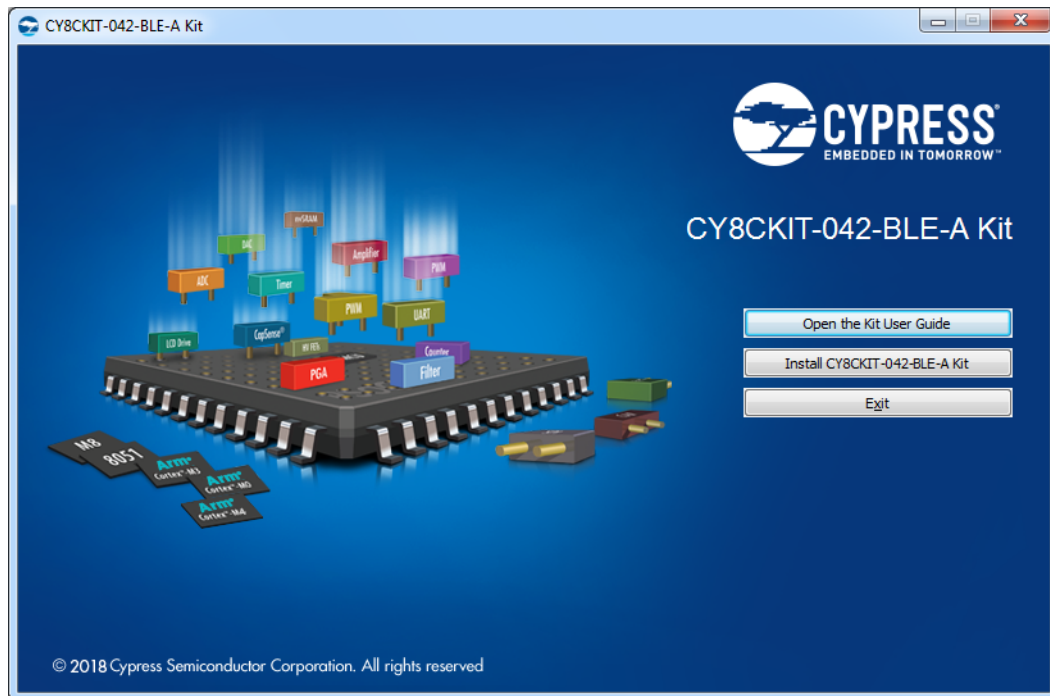 CY8CKIT-042-BLE-A Kit
CYPRESS®
EMBEDDED IN TOMORROW™
CY8CKIT-042-BLE-A Kit
Open the Kit User Guide
Install CY8CKIT-042-BLE-A Kit
Exit
nvSRAM
DAC
Amplifier
PWM
ADC
Timer
PWM
UART
LCD Drive
CapSense®
Counter
PGA
Filter
M8
8051
Arm®
Cortex®-M3
Arm®
Cortex®-M0
Arm®
Cortex®-M4
© 2018 Cypress Semiconductor Corporation. All rights reserved